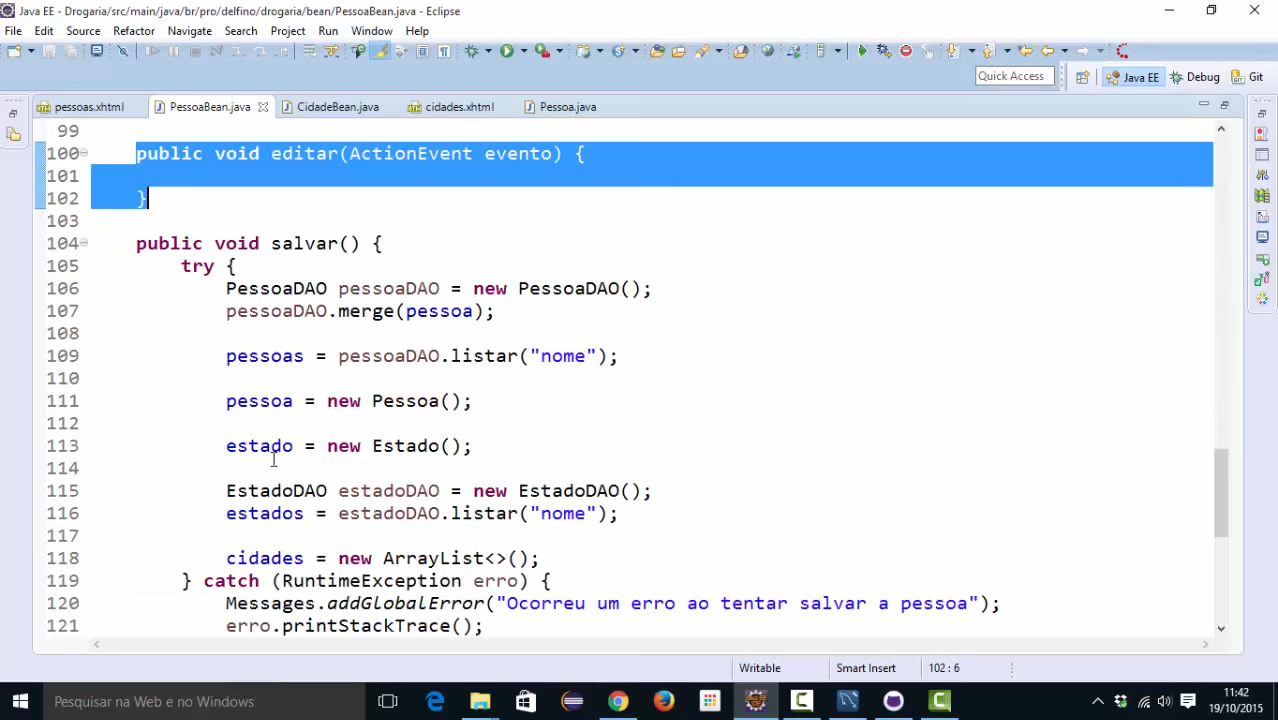 Java EE - Drogaria/src/main/java/br/pro/delfino/drogaria/bean/PessoaBean.java - Eclipse
File Edit Source Refactor Navigate Search Project Run Window Help
Quick Access Java EE Debug Git
pessoas.xhtml PessoaBean.java CidadeBean.java cidades.xhtml Pessoa.java
99
100 public void editar(ActionEvent evento) {
101
102 }
103
104 public void salvar() {
105 try {
106 PessoaDAO pessoaDAO = new PessoaDAO();
107 pessoaDAO.merge(pessoa);
108
109 pessoas = pessoaDAO.listar("nome");
110
111 pessoa = new Pessoa();
112
113 estado = new Estado();
114
115 EstadoDAO estadoDAO = new EstadoDAO();
116 estados = estadoDAO.listar("nome");
117
118 cidades = new ArrayList<>();
119 } catch (RuntimeException erro) {
120 Messages.addGlobalError("Ocorreu um erro ao tentar salvar a pessoa");
121 erro.printStackTrace();
Writable Smart Insert 102 : 6
Pesquisar na Web e no Windows
11:42
19/10/2015